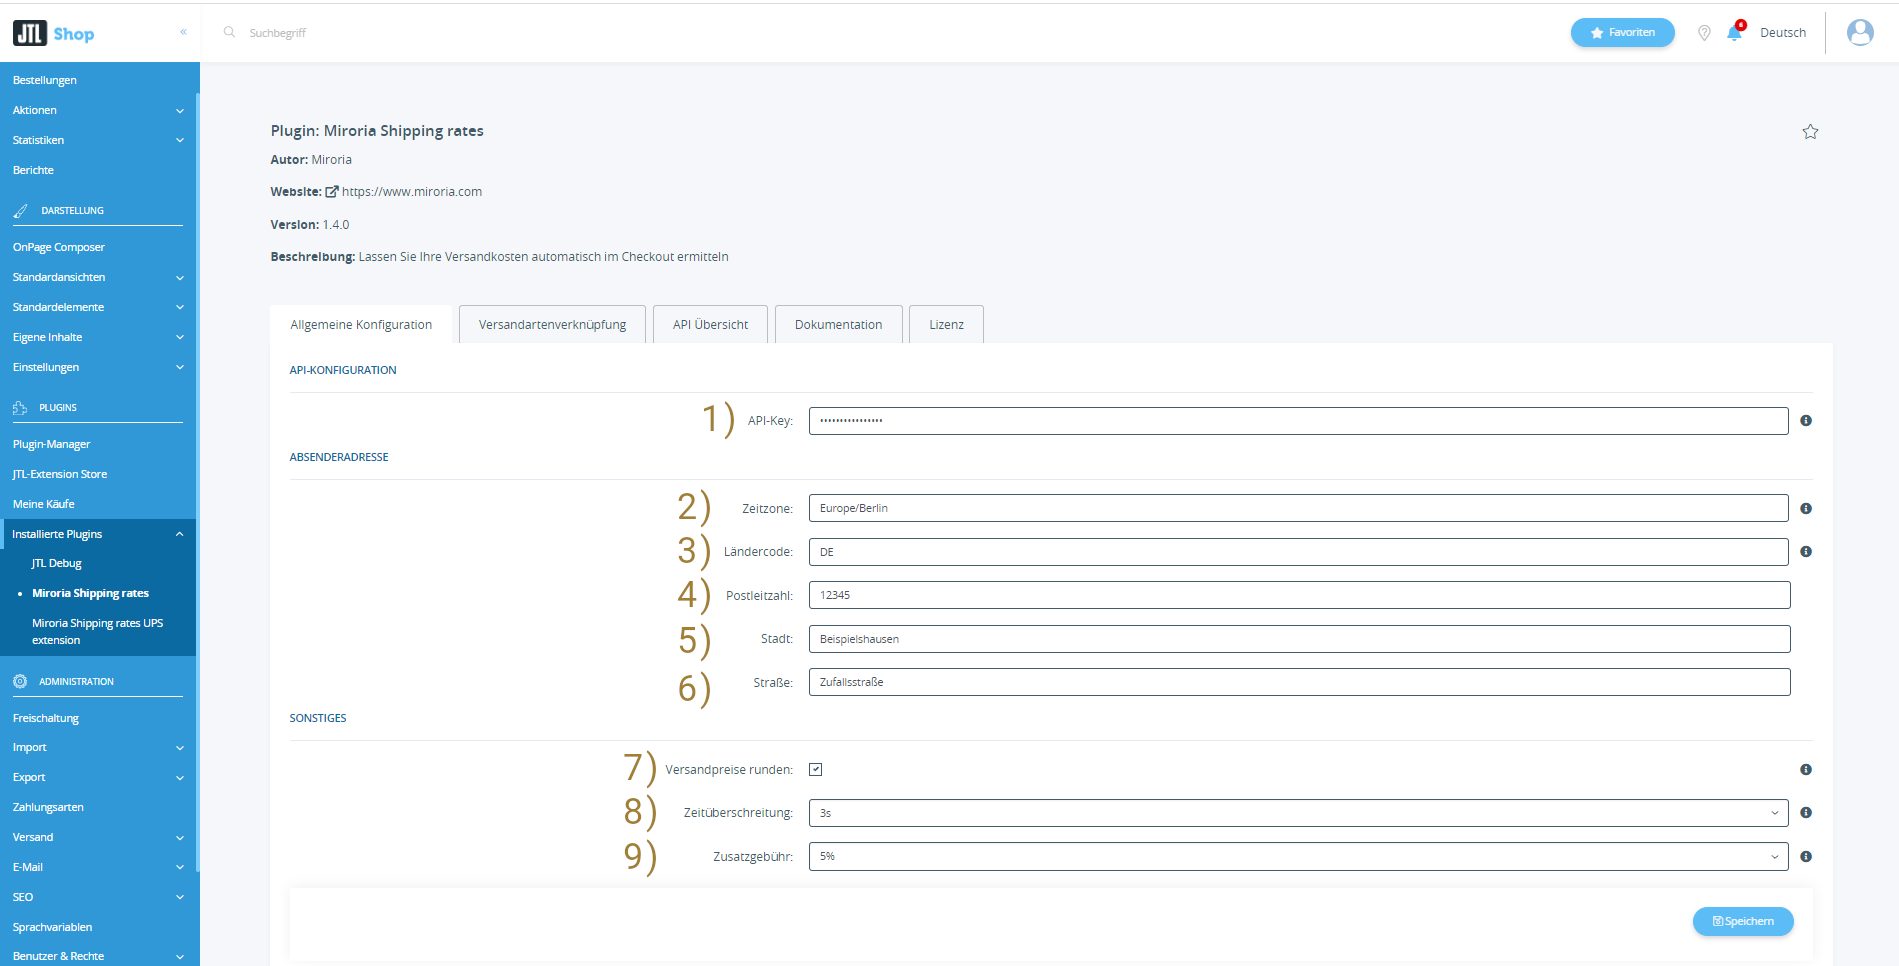 JTL Shop
«
Suchbegriff
Favoriten
6
Deutsch
Bestellungen
Aktionen
Statistiken
Berichte
DARSTELLUNG
OnPage Composer
Standardansichten
Standardelemente
Eigene Inhalte
Einstellungen
PLUGINS
Plugin-Manager
JTL-Extension Store
Meine Käufe
Installierte Plugins
JTL Debug
• Miroria Shipping rates
Miroria Shipping rates UPS
extension
ADMINISTRATION
Freischaltung
Import
Export
Zahlungsarten
Versand
E-Mail
SEO
Sprachvariablen
Benutzer & Rechte
Plugin: Miroria Shipping rates
Autor: Miroria
Website: https://www.miroria.com
Version: 1.4.0
Beschreibung: Lassen Sie Ihre Versandkosten automatisch im Checkout ermitteln
Allgemeine Konfiguration
Versandartenverknüpfung
API Übersicht
Dokumentation
Lizenz
API-KONFIGURATION
1) API-Key: ••••••••••••••••
ABSENDERADRESSE
2) Zeitzone: Europe/Berlin
3) Ländercode: DE
4) Postleitzahl: 12345
5) Stadt: Beispielshausen
6) Straße: Zufallsstraße
SONSTIGES
7) Versandpreise runden:
8) Zeitüberschreitung: 3s
9) Zusatzgebühr: 5%
Speichern